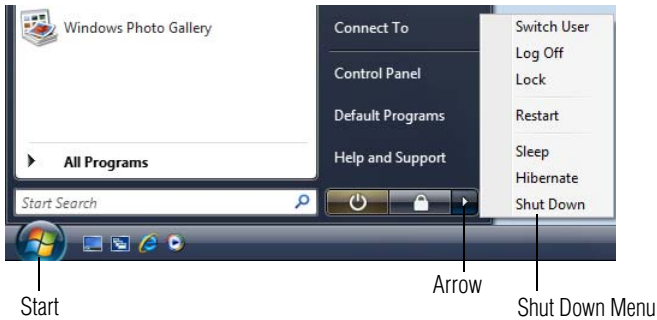 Windows Photo Gallery
All Programs
Start Search
Connect To
Control Panel
Default Programs
Help and Support
Switch User
Log Off
Lock
Restart
Sleep
Hibernate
Shut Down
Start
Arrow
Shut Down Menu